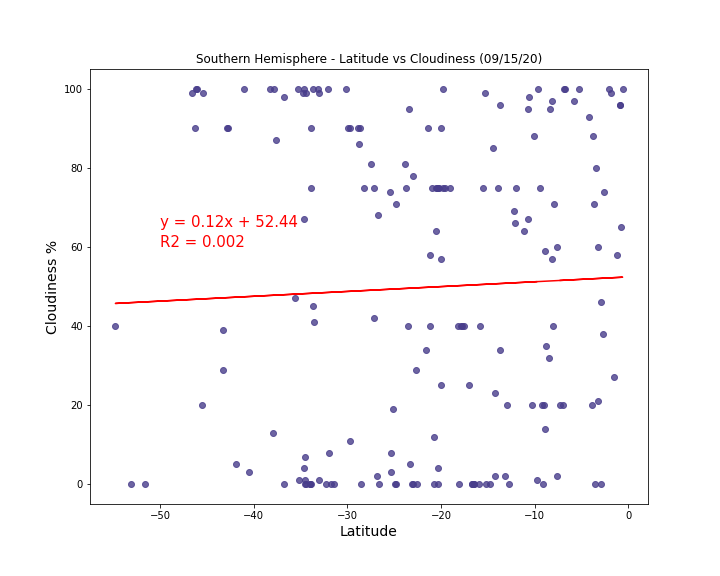 Southern Hemisphere - Latitude vs Cloudiness (09/15/20)
100
80
60
40
20
0
Cloudiness %
y = 0.12x + 52.44
R2 = 0.002
−50 −40 −30 −20 −10 0
Latitude